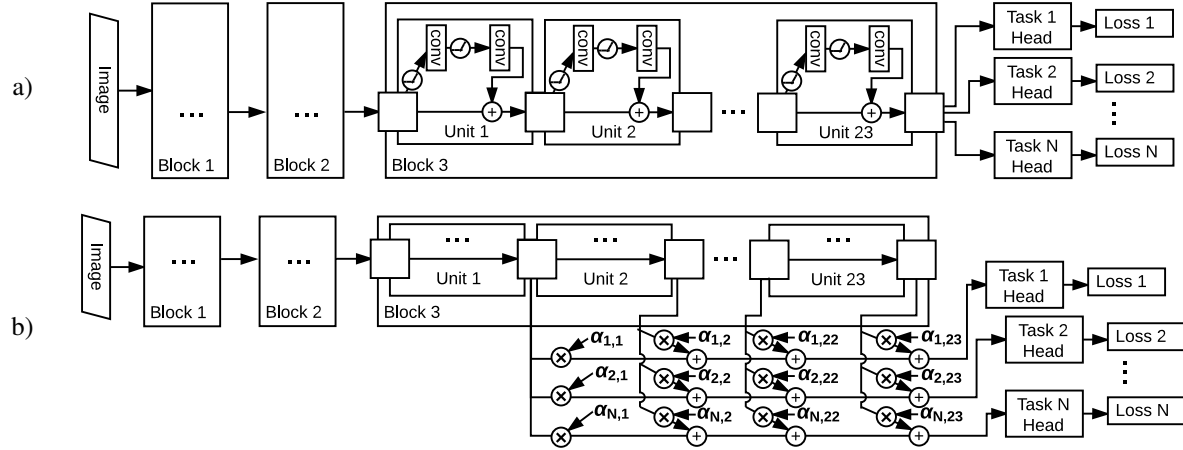 a)
Image
...
Block 1
...
Block 2
conv
conv
Unit 1
conv
conv
Unit 2
...
conv
conv
Unit 23
Block 3
Task 1
Head
Loss 1
Task 2
Head
Loss 2
...
Task N
Head
Loss N
b)
Image
...
Block 1
...
Block 2
...
Unit 1
...
Unit 2
...
...
Unit 23
Block 3
α1,1
α1,2
α1,22
α1,23
α2,1
α2,2
α2,22
α2,23
αN,1
αN,2
αN,22
αN,23
Task 1
Head
Loss 1
Task 2
Head
Loss 2
...
Task N
Head
Loss N